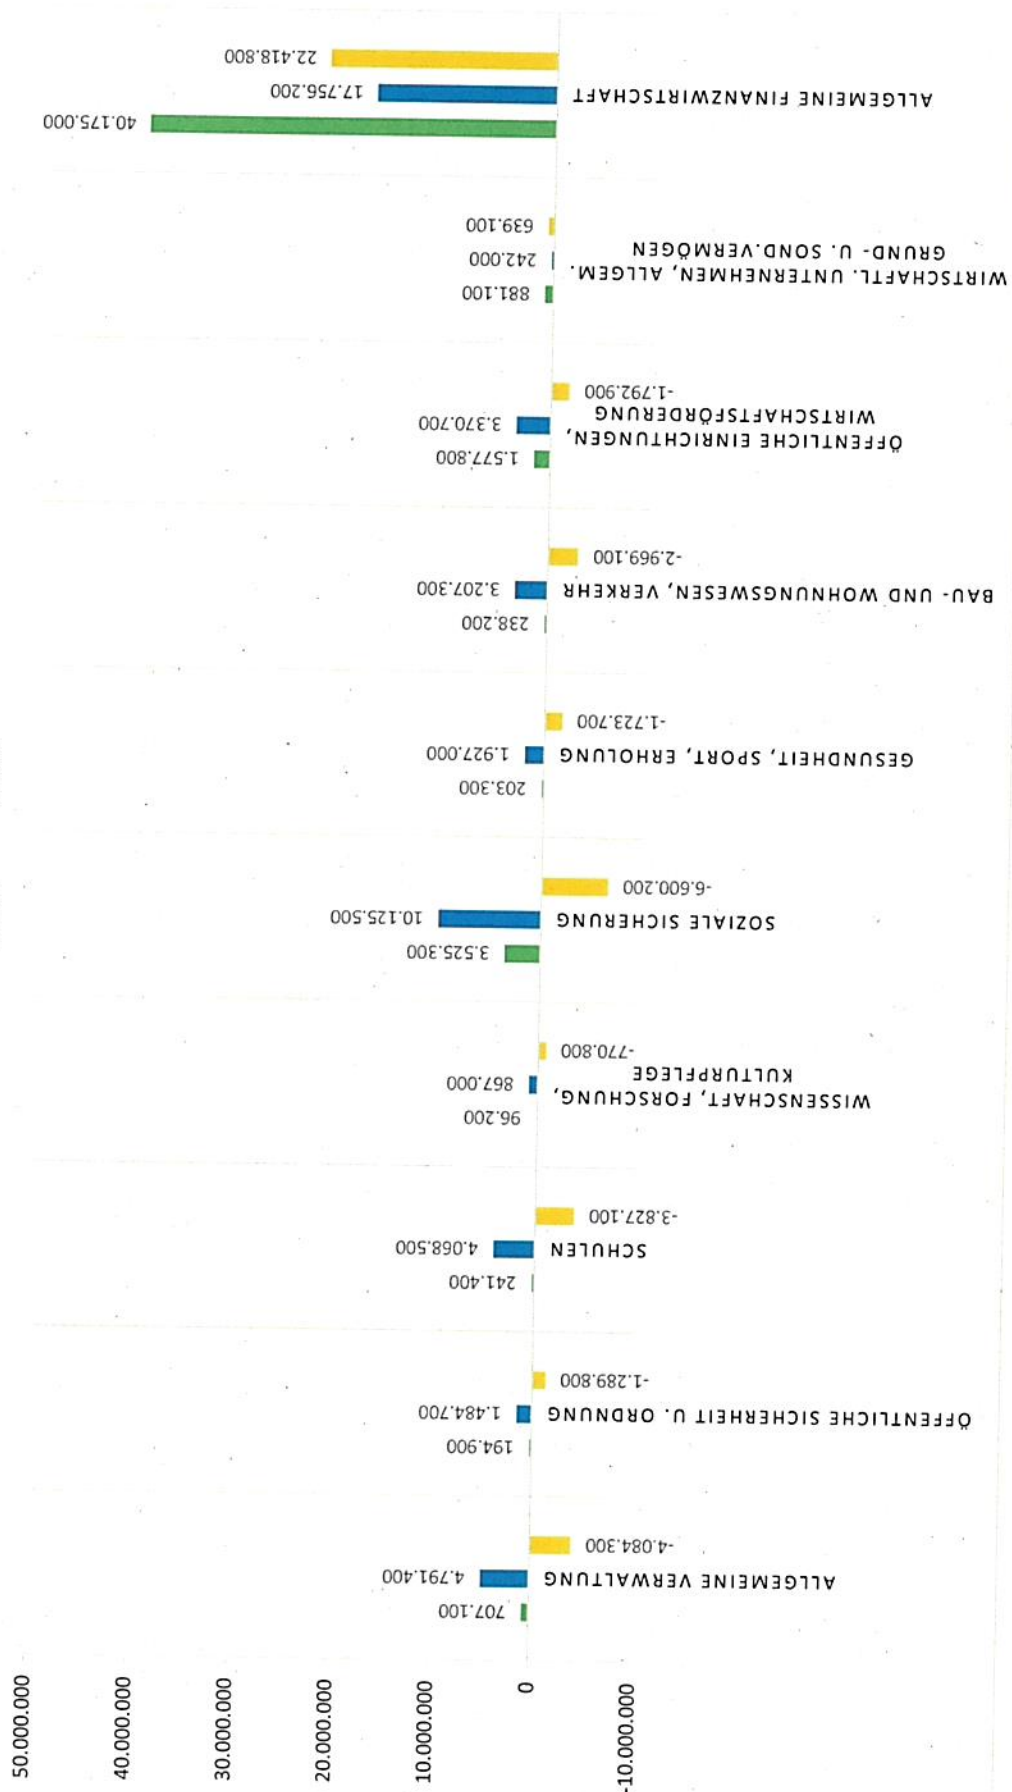 50.000.000
40.000.000
30.000.000
20.000.000
10.000.000
0
-10.000.000
707.100
4.791.400
-4.084.300
ALLGEMEINE VERWALTUNG
194.900
1.484.700
-1.289.800
ÖFFENTLICHE SICHERHEIT U. ORDNUNG
241.400
4.068.500
-3.827.100
SCHULEN
96.200
867.000
-770.800
WISSENSCHAFT, FORSCHUNG,
KULTURPFLEGE
3.525.300
10.125.500
-6.600.200
SOZIALE SICHERUNG
203.300
1.927.000
-1.723.700
GESUNDHEIT, SPORT, ERHOLUNG
238.200
3.207.300
-2.969.100
BAU- UND WOHNUNGSWESEN, VERKEHR
1.577.800
3.370.700
-1.792.900
ÖFFENTLICHE EINRICHTUNGEN,
WIRTSCHAFTSFÖRDERUNG
881.100
242.000
639.100
WIRTSCHAFTL. UNTERNEHMEN, ALLGEM.
GRUND- U. SOND.VERMÖGEN
40.175.000
17.756.200
22.418.800
ALLGEMEINE FINANZWIRTSCHAFT